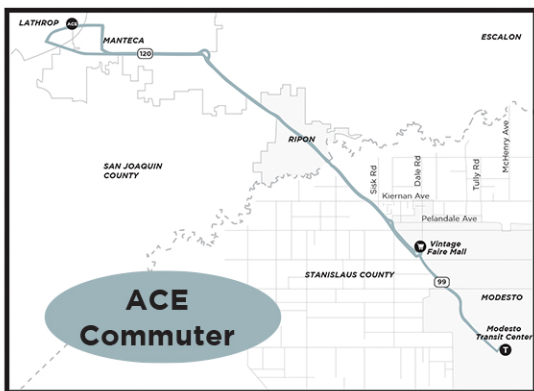 LATHROP
ACE
MANTECA
120
ESCALON
RIPON
SAN JOAQUIN
COUNTY
Sisk Rd
Dale Rd
Tully Rd
McHenry Ave
Kiernan Ave
Pelandale Ave
Vintage
Faire Mall
STANISLAUS COUNTY
99
MODESTO
Modesto
Transit Center
T
ACE
Commuter